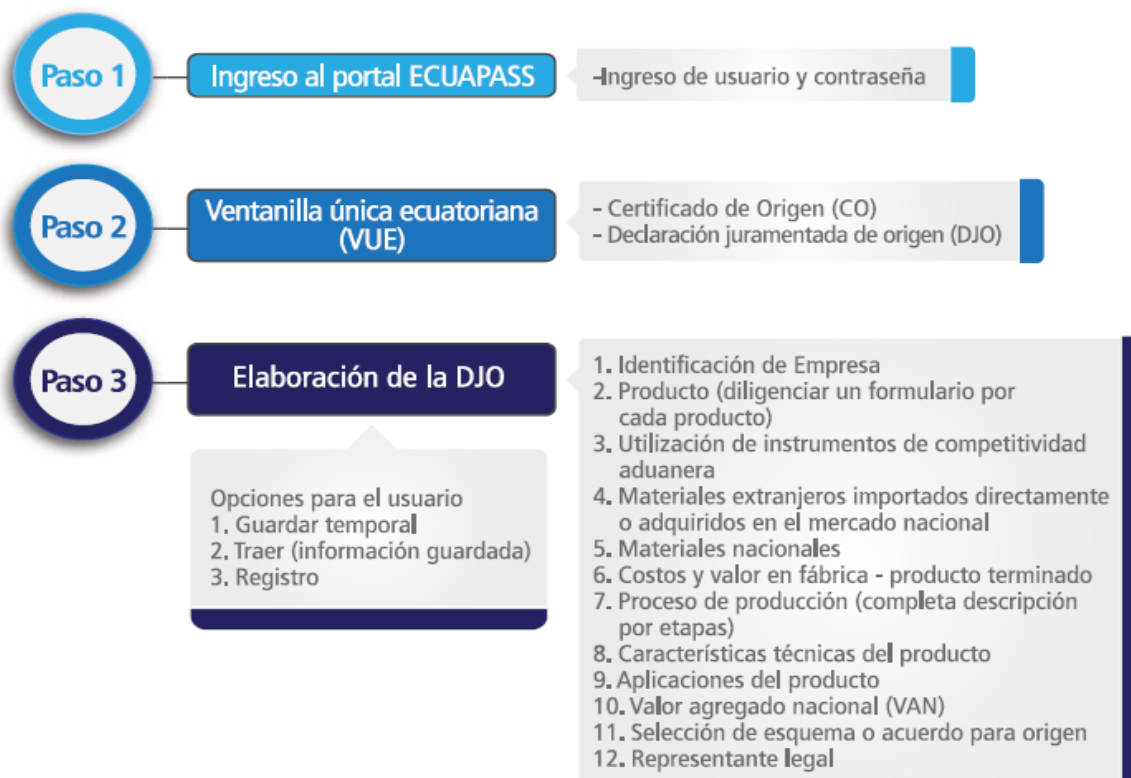 Paso 1
Ingreso al portal ECUAPASS
-Ingreso de usuario y contraseña
Paso 2
Ventanilla única ecuatoriana
(VUE)
- Certificado de Origen (CO)
- Declaración juramentada de origen (DJO)
Paso 3
Elaboración de la DJO
Opciones para el usuario
1. Guardar temporal
2. Traer (información guardada)
3. Registro
1. Identificación de Empresa
2. Producto (diligenciar un formulario por
cada producto)
3. Utilización de instrumentos de competitividad
aduanera
4. Materiales extranjeros importados directamente
o adquiridos en el mercado nacional
5. Materiales nacionales
6. Costos y valor en fábrica - producto terminado
7. Proceso de producción (completa descripción
por etapas)
8. Características técnicas del producto
9. Aplicaciones del producto
10. Valor agregado nacional (VAN)
11. Selección de esquema o acuerdo para origen
12. Representante legal